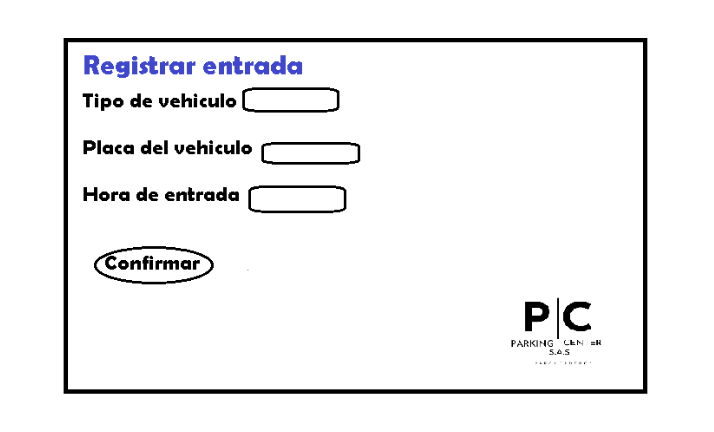 Registrar entrada
Tipo de vehiculo
Placa del vehiculo
Hora de entrada
Confirmar
P|C
PARKING CENTER
S.A.S